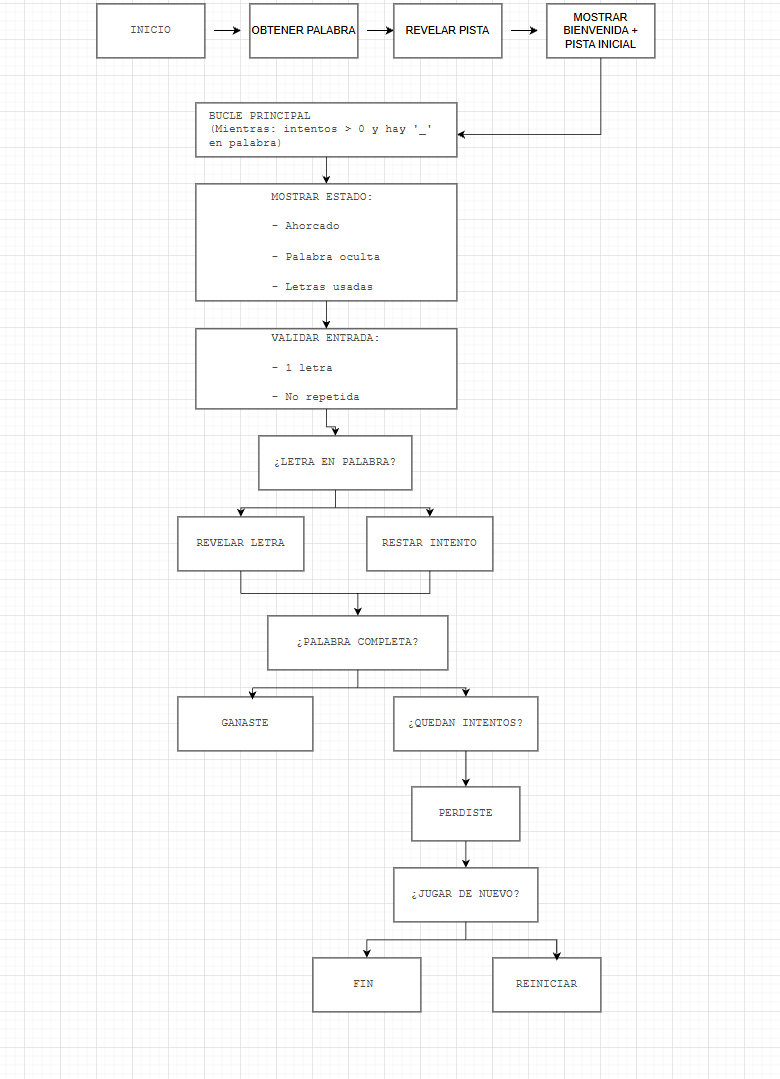 INICIO
OBTENER PALABRA
REVELAR PISTA
MOSTRAR
BIENVENIDA +
PISTA INICIAL
BUCLE PRINCIPAL
(Mientras: intentos > 0 y hay '_'
en palabra)
MOSTRAR ESTADO:
- Ahorcado
- Palabra oculta
- Letras usadas
VALIDAR ENTRADA:
- 1 letra
- No repetida
¿LETRA EN PALABRA?
REVELAR LETRA
RESTAR INTENTO
¿PALABRA COMPLETA?
GANASTE
¿QUEDAN INTENTOS?
PERDISTE
¿JUGAR DE NUEVO?
FIN
REINICIAR